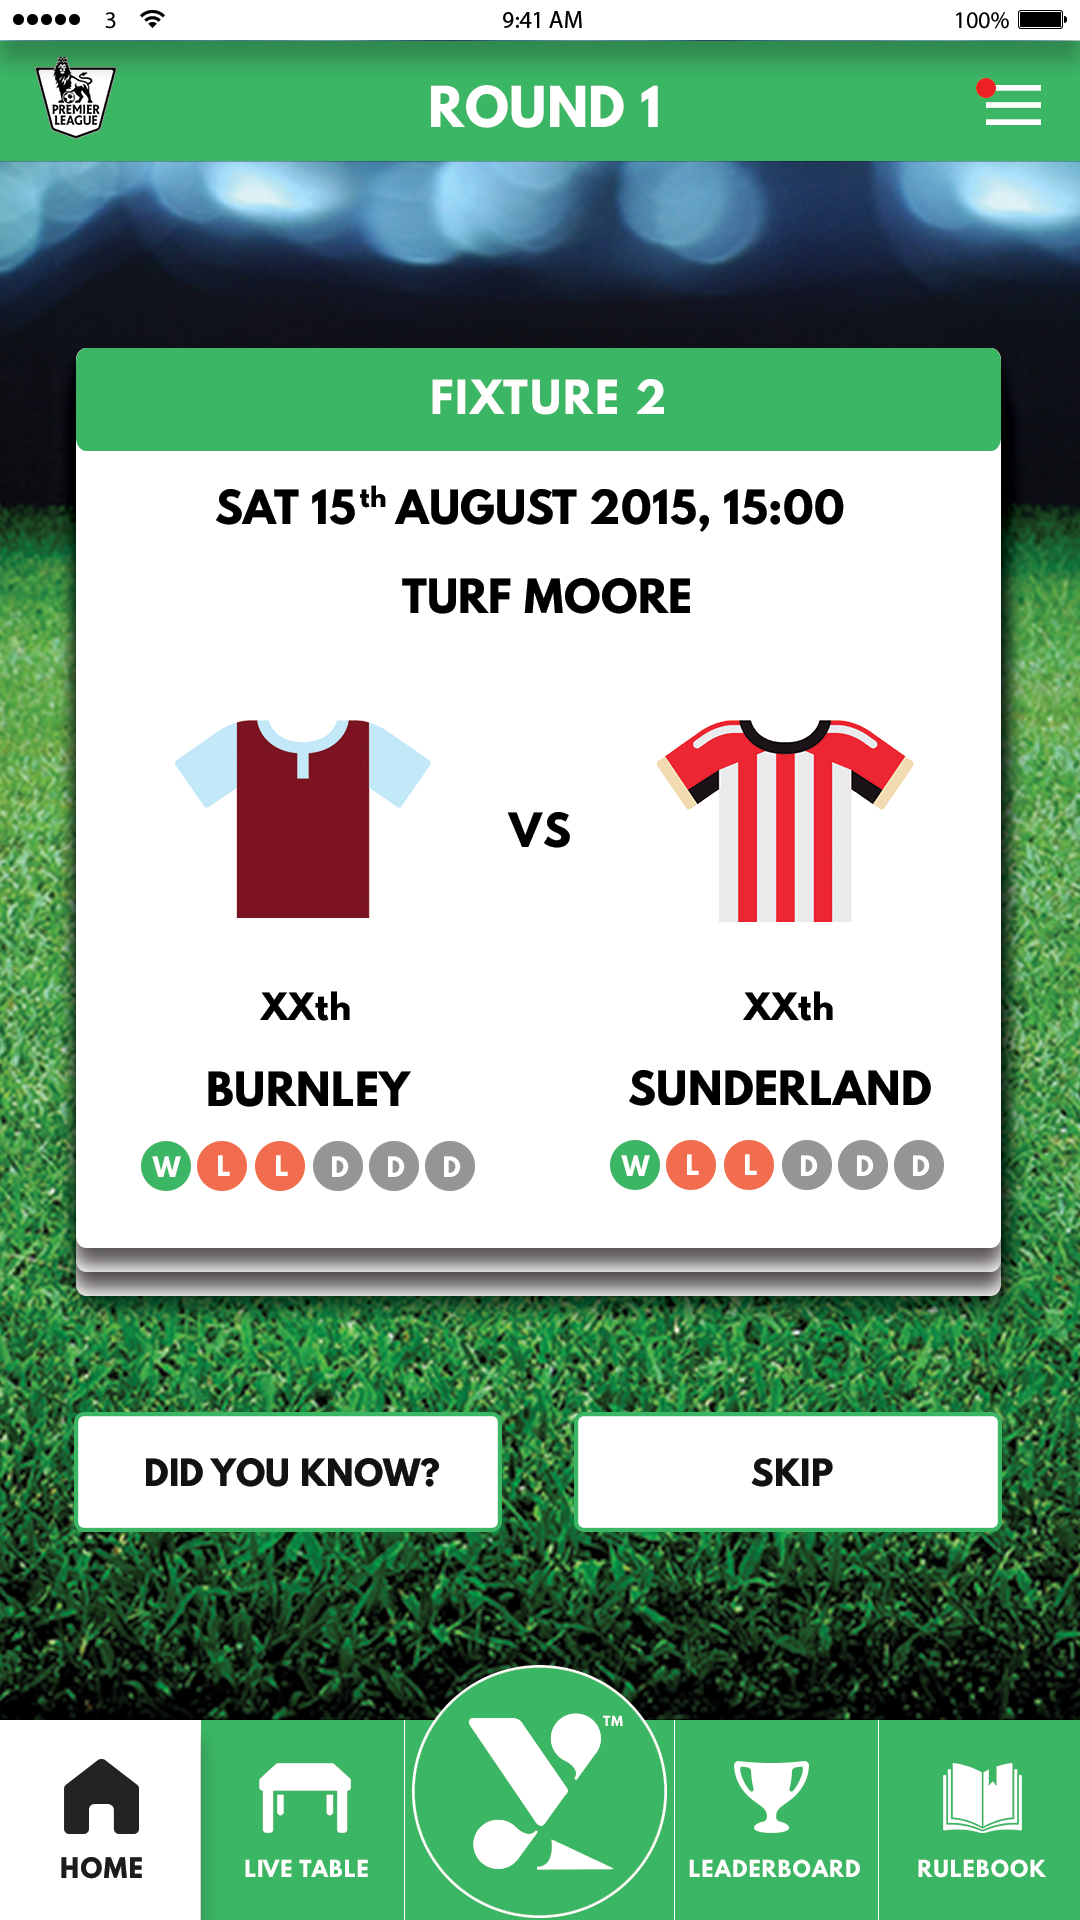 3 9:41 AM 100%
PREMIER
LEAGUE
ROUND 1
FIXTURE 2
SAT 15th AUGUST 2015, 15:00
TURF MOORE
VS
XXth XXth
BURNLEY SUNDERLAND
W L L D D D W L L D D D
DID YOU KNOW? SKIP
TM
HOME LIVE TABLE LEADERBOARD RULEBOOK